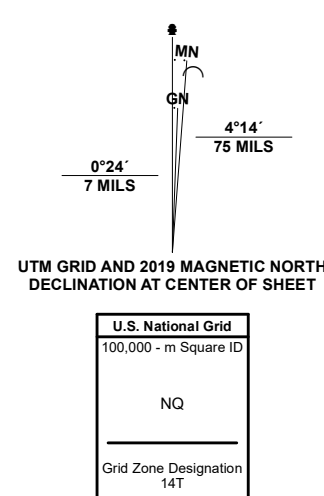 MN
GN
4°14´
75 MILS
0°24´
7 MILS
UTM GRID AND 2019 MAGNETIC NORTH
DECLINATION AT CENTER OF SHEET
U.S. National Grid
100,000 - m Square ID
NQ
Grid Zone Designation
14T